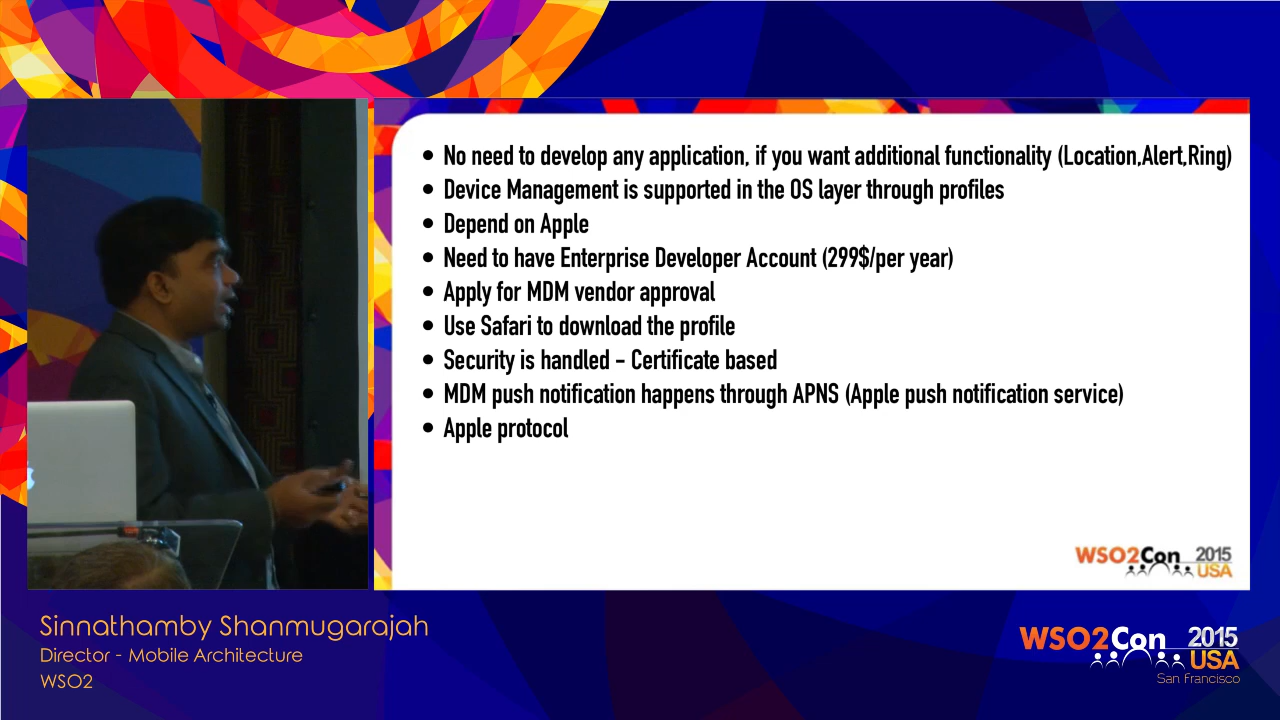 • No need to develop any application, if you want additional functionality (Location,Alert,Ring)
• Device Management is supported in the OS layer through profiles
• Depend on Apple
• Need to have Enterprise Developer Account (299$/per year)
• Apply for MDM vendor approval
• Use Safari to download the profile
• Security is handled - Certificate based
• MDM push notification happens through APNS (Apple push notification service)
• Apple protocol
WSO2Con 2015
USA
Sinnathamby Shanmugarajah
Director - Mobile Architecture
WSO2
WSO2Con 2015
USA
San Francisco